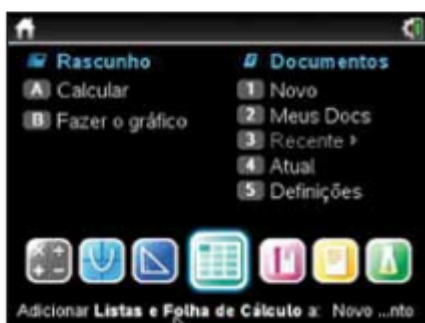 Rascunho
A Calcular
B Fazer o gráfico
Documentos
1 Novo
2 Meus Docs
3 Recente
4 Atual
5 Definições
Adicionar Listas e Folha de Cálculo a: Novo ...nto